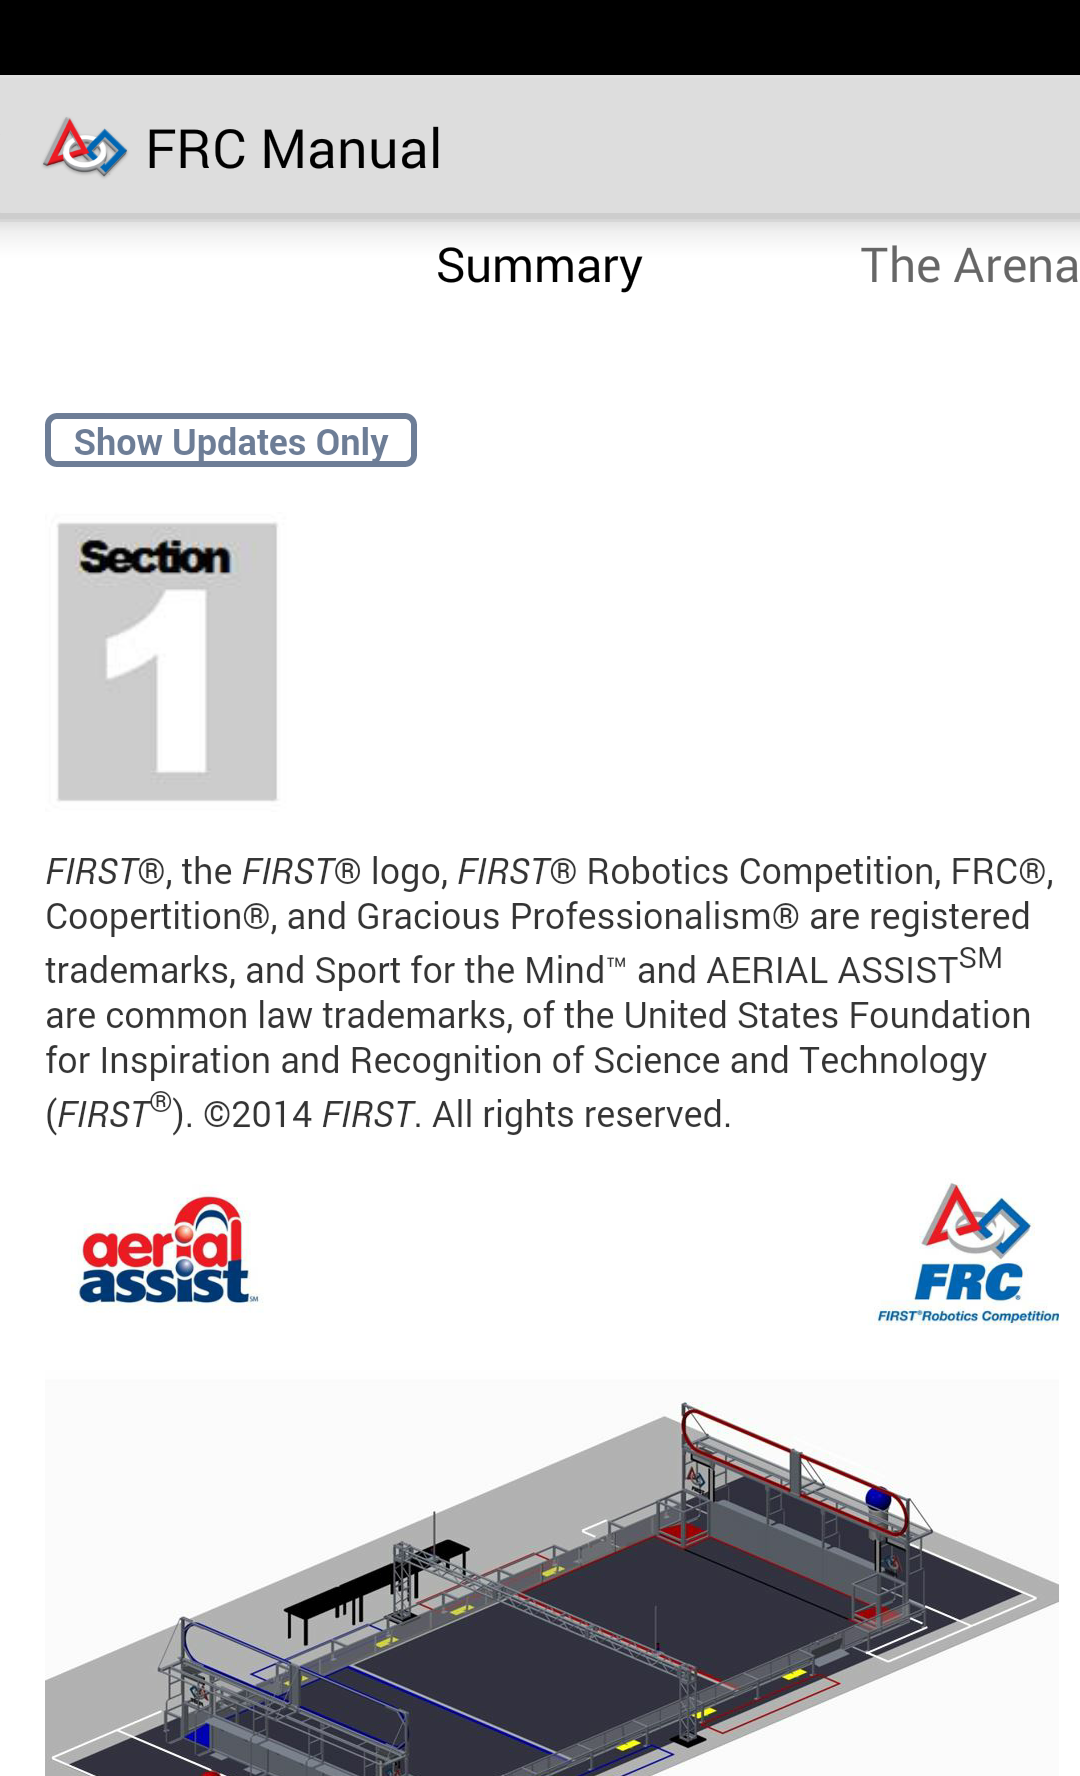 FRC Manual
Summary
The Arena
Show Updates Only
Section
1
FIRST®, the FIRST® logo, FIRST® Robotics Competition, FRC®,
Coopertition®, and Gracious Professionalism® are registered
trademarks, and Sport for the Mind™ and AERIAL ASSIST℠
are common law trademarks, of the United States Foundation
for Inspiration and Recognition of Science and Technology
(FIRST®). ©2014 FIRST. All rights reserved.
aerial
assist℠
FRC®
FIRST® Robotics Competition